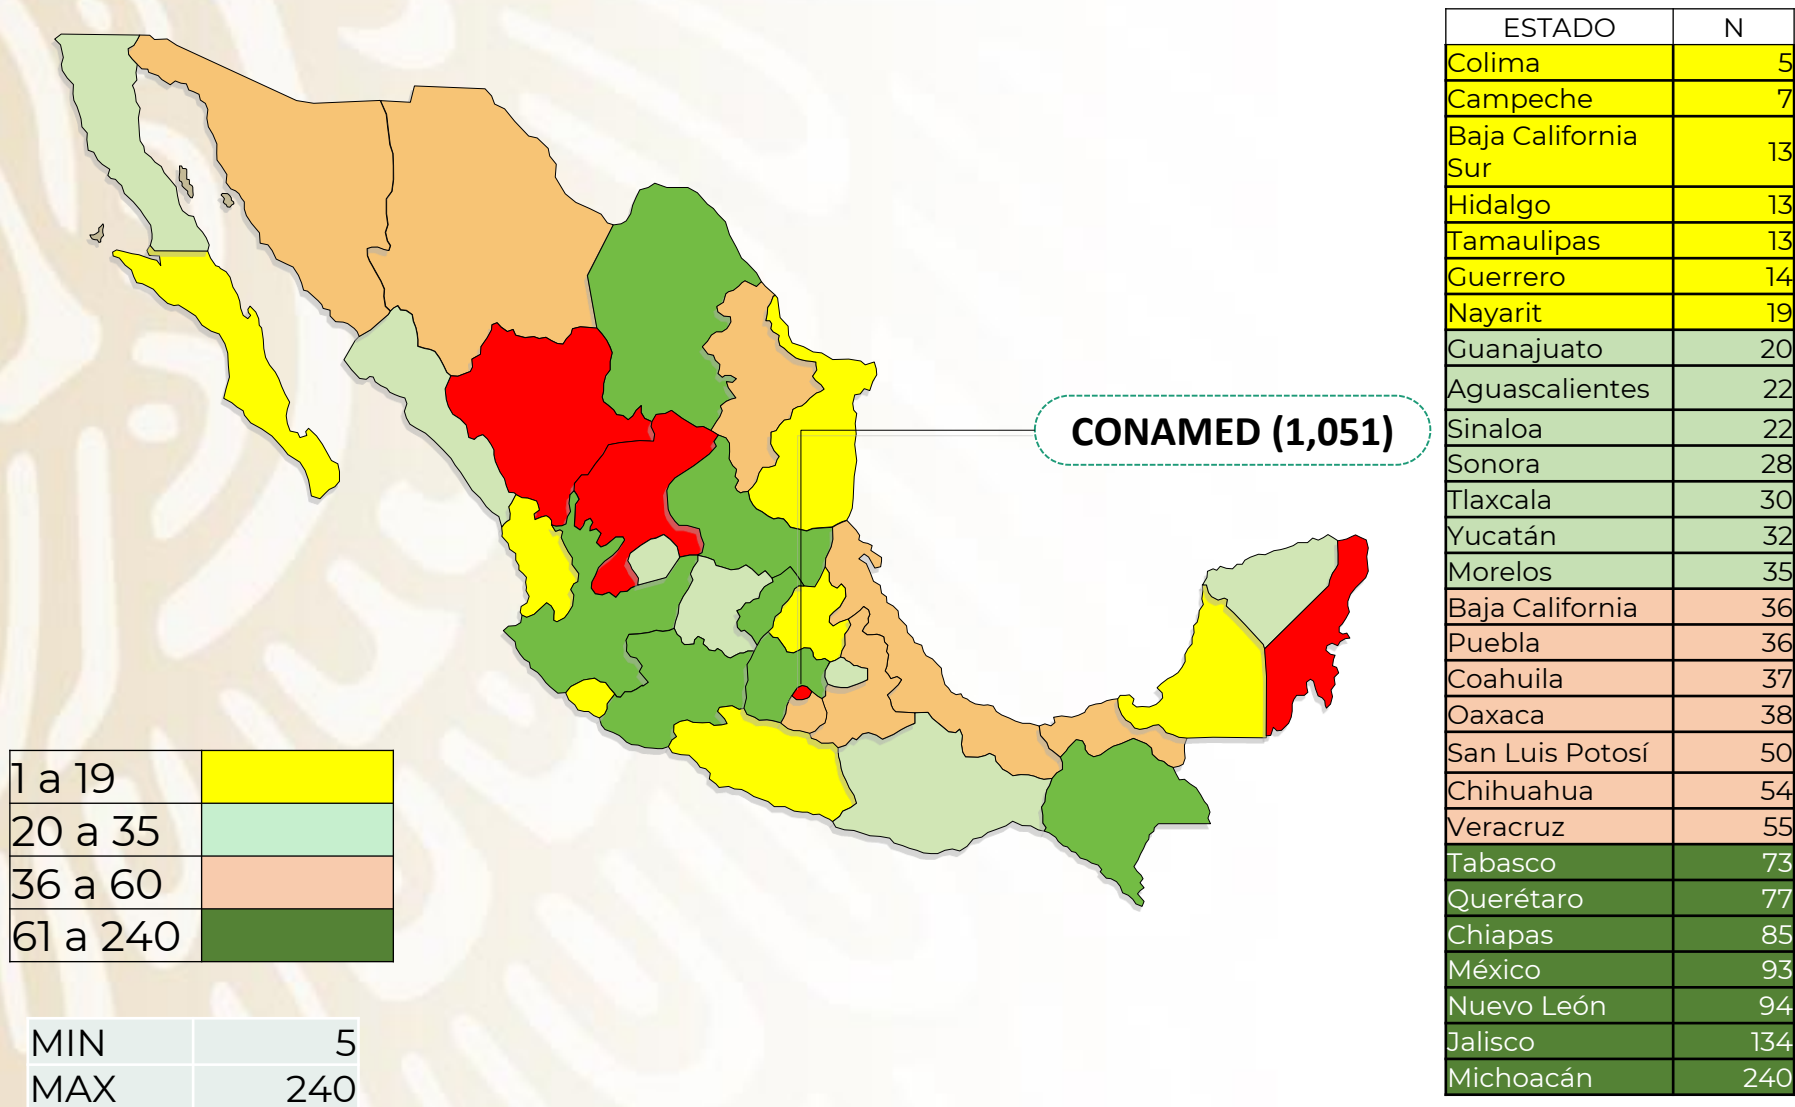 CONAMED (1,051)
ESTADO N
Colima 5
Campeche 7
Baja California
Sur 13
Hidalgo 13
Tamaulipas 13
Guerrero 14
Nayarit 19
Guanajuato 20
Aguascalientes 22
Sinaloa 22
Sonora 28
Tlaxcala 30
Yucatán 32
Morelos 35
Baja California 36
Puebla 36
Coahuila 37
Oaxaca 38
San Luis Potosí 50
Chihuahua 54
Veracruz 55
Tabasco 73
Querétaro 77
Chiapas 85
México 93
Nuevo León 94
Jalisco 134
Michoacán 240
1 a 19
20 a 35
36 a 60
61 a 240
MIN 5
MAX 240